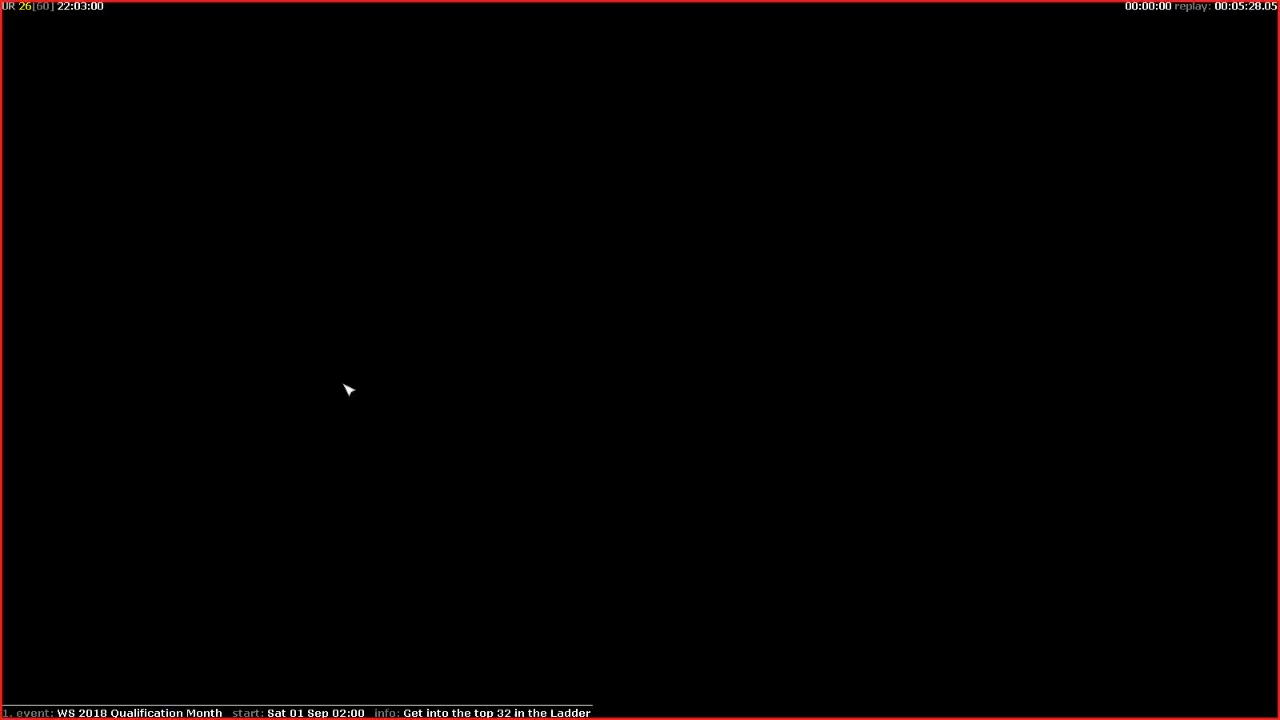 UR 26[60] 22:03:00
00:00:00 replay: 00:05:28.05
1. event: WS 2018 Qualification Month start: Sat 01 Sep 02:00 info: Get into the top 32 in the Ladder